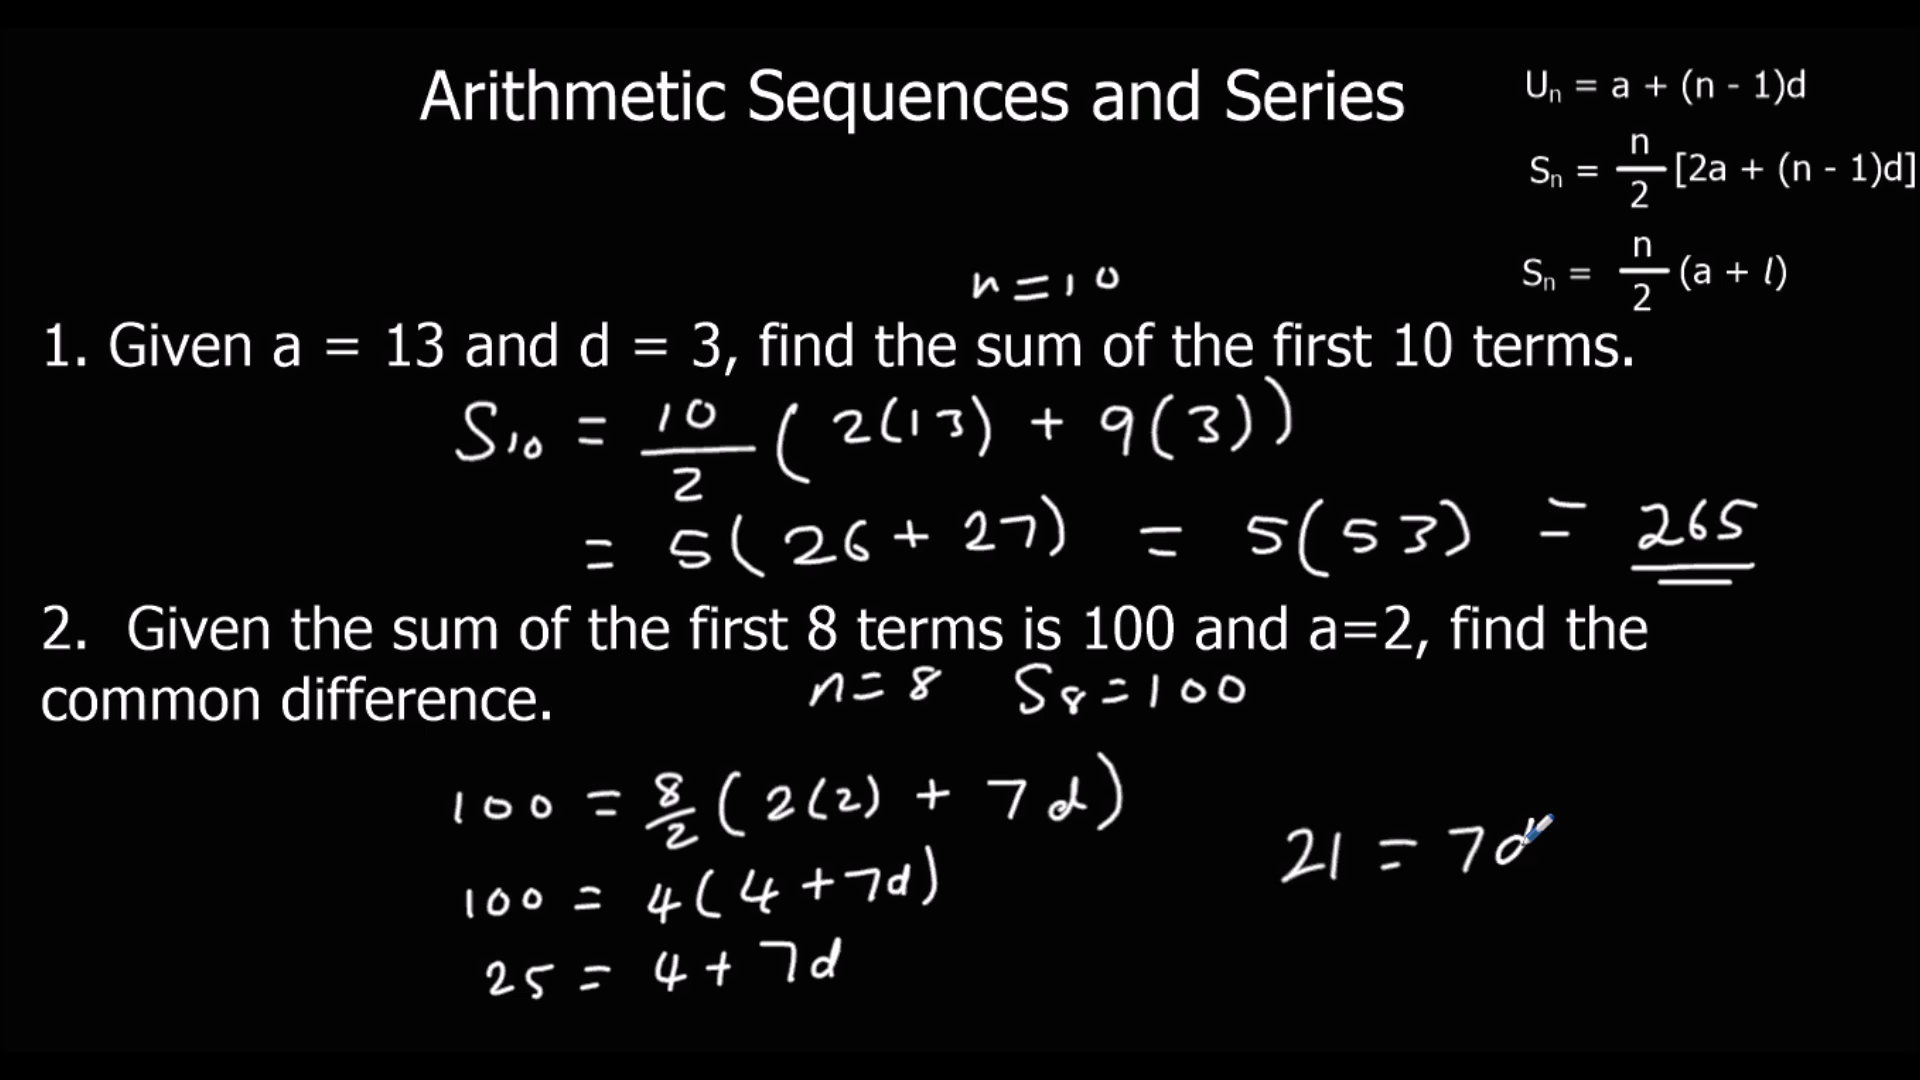 Arithmetic Sequences and Series
Uₙ = a + (n - 1)d
Sₙ = n/2 [2a + (n - 1)d]
Sₙ = n/2 (a + l)
n = 10
1. Given a = 13 and d = 3, find the sum of the first 10 terms.
S₁₀ = 10/2 ( 2(13) + 9(3))
= 5( 26 + 27) = 5(53) = 265
2. Given the sum of the first 8 terms is 100 and a=2, find the
common difference.
n = 8 S₈ = 100
100 = 8/2 ( 2(2) + 7d)
100 = 4( 4 + 7d)
25 = 4 + 7d
21 = 7d